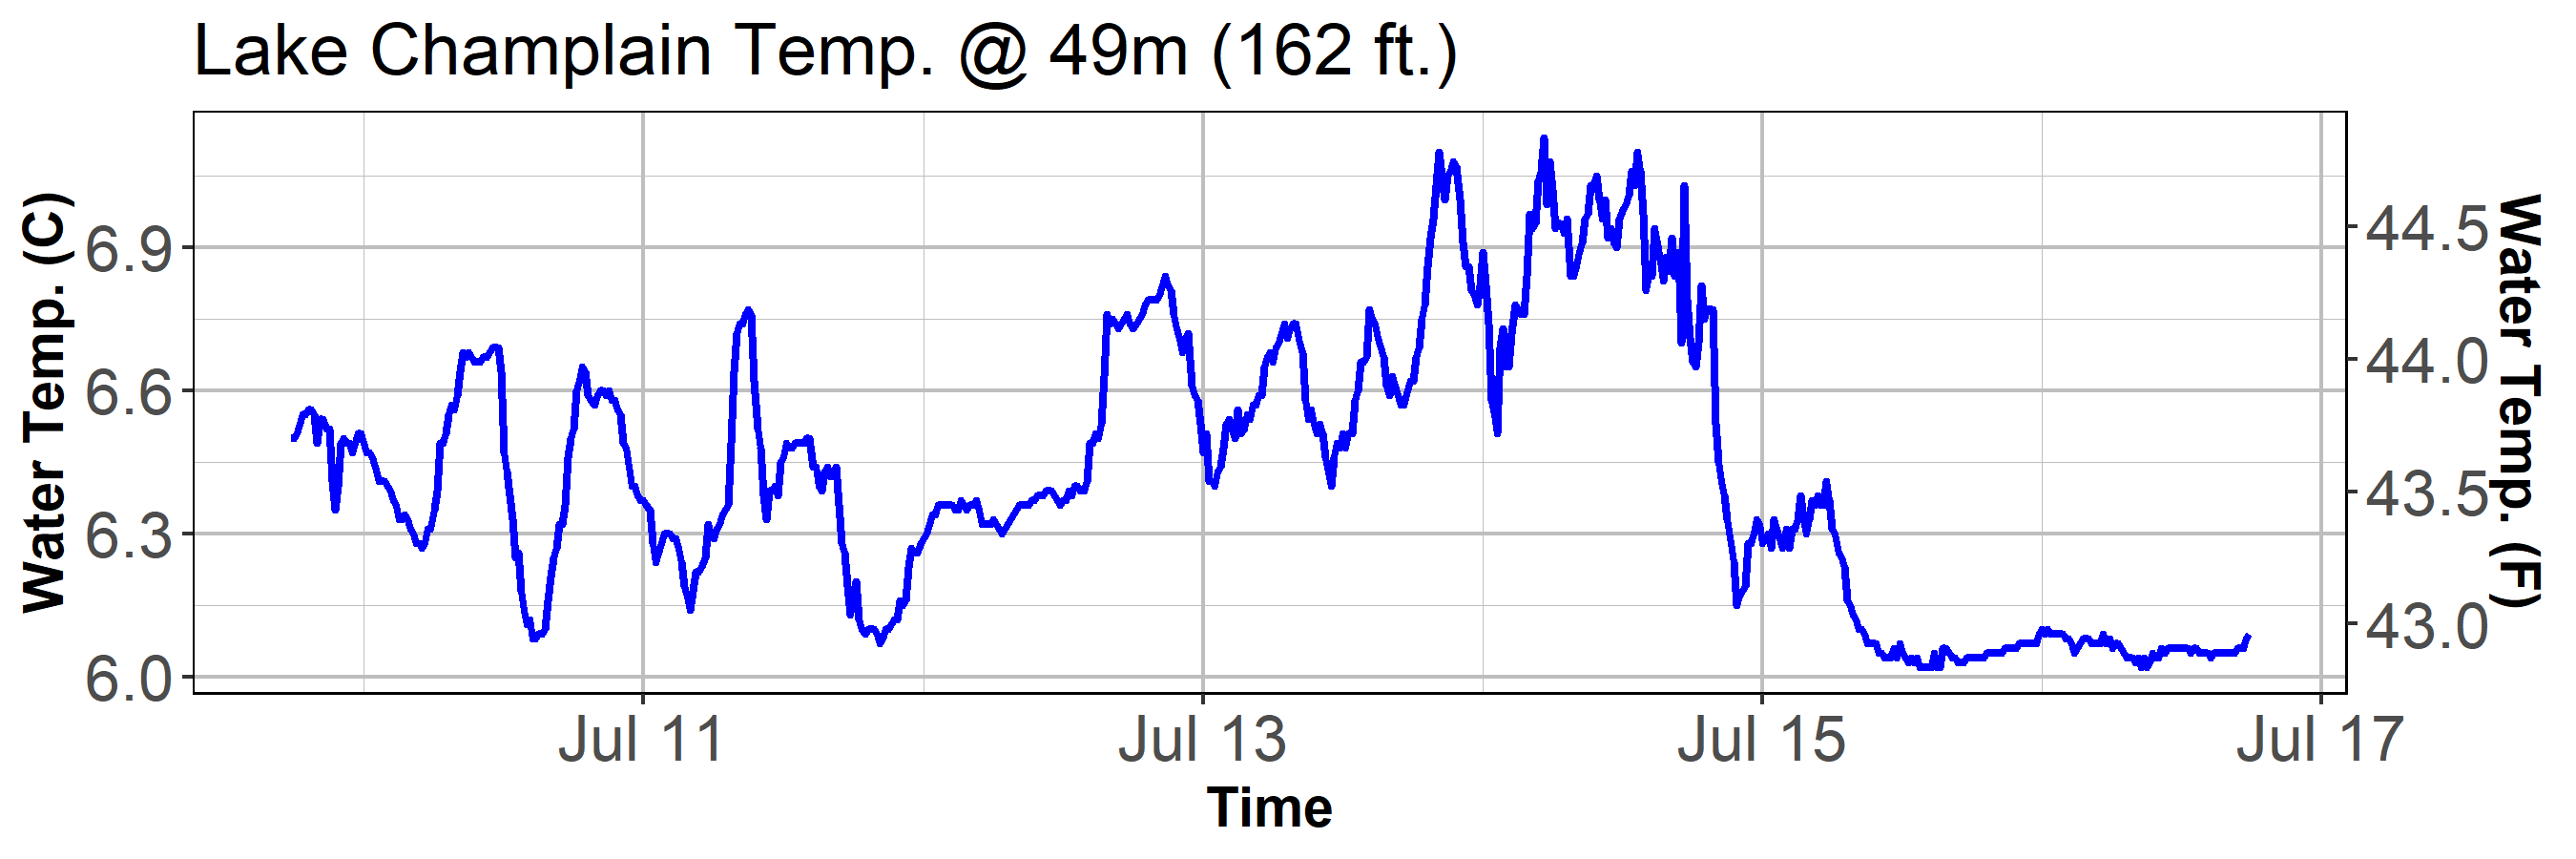 Lake Champlain Temp. @ 49m (162 ft.)
Water Temp. (C)
6.9
6.6
6.3
6.0
44.5
44.0
43.5
43.0
Water Temp. (F)
Jul 11 Jul 13 Jul 15 Jul 17
Time